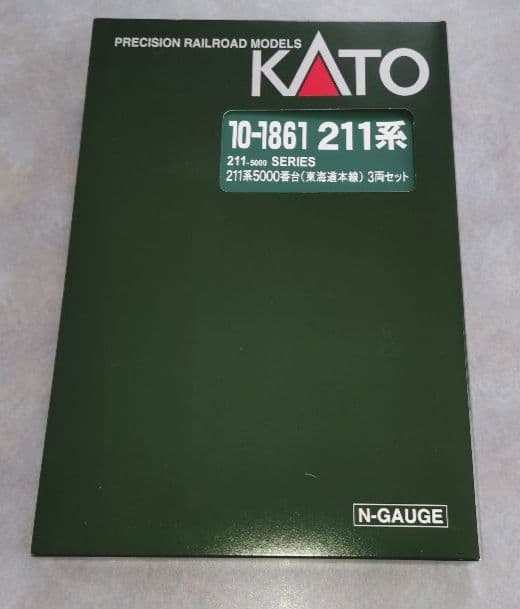 PRECISION RAILROAD MODELS
KATO
10-1861 211系
211-5000 SERIES
211系5000番台(東海道本線) 3両セット
N-GAUGE